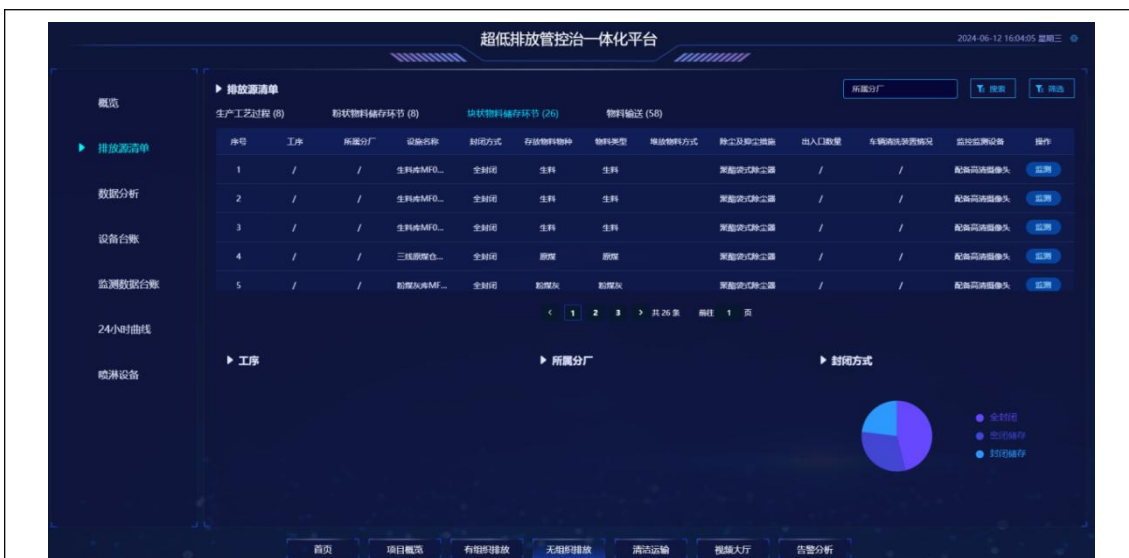 超低排放管控治一体化平台
2024-06-12 16:04:05 星期三
概览
排放源清单
数据分析
设备台账
监测数据台账
24小时曲线
喷淋设备
排放源清单
所属分厂 搜索 筛选
生产工艺过程 (8) 粉状物料储存环节 (8) 块状物料储存环节 (26) 物料输送 (58)
序号 工序 所属分厂 设施名称 封闭方式 存放物料物种 物料类型 堆放物料方式 除尘及抑尘措施 出入口数量 车辆清洗装置情况 监控监测设备 操作
1 / / 生料库MF0... 全封闭 生料 生料 聚酯袋式除尘器 / / 配备高清摄像头 监测
2 / / 生料库MF0... 全封闭 生料 生料 聚酯袋式除尘器 / / 配备高清摄像头 监测
3 / / 生料库MF0... 全封闭 生料 生料 聚酯袋式除尘器 / / 配备高清摄像头 监测
4 / / 三线原煤仓... 全封闭 原煤 原煤 聚酯袋式除尘器 / / 配备高清摄像头 监测
5 / / 粉煤灰库MF... 全封闭 粉煤灰 粉煤灰 聚酯袋式除尘器 / / 配备高清摄像头 监测
< 1 2 3 > 共 26 条 前往 1 页
工序
所属分厂
封闭方式
全封闭
密闭储存
封闭储存
首页 项目概览 有组织排放 无组织排放 清洁运输 视频大厅 告警分析